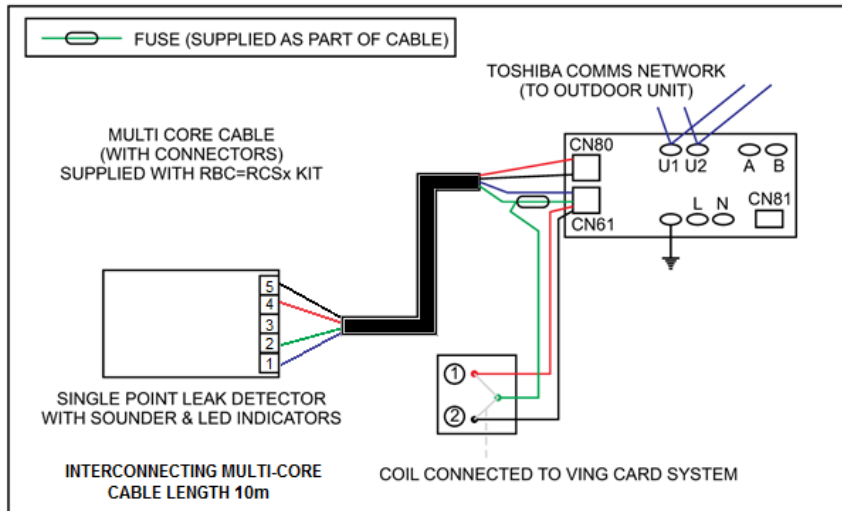 FUSE (SUPPLIED AS PART OF CABLE)
TOSHIBA COMMS NETWORK
(TO OUTDOOR UNIT)
MULTI CORE CABLE
(WITH CONNECTORS)
SUPPLIED WITH RBC=RCSx KIT
CN80
U1 U2 A B
CN61
L N CN81
5
4
3
2
1
SINGLE POINT LEAK DETECTOR
WITH SOUNDER & LED INDICATORS
1
2
INTERCONNECTING MULTI-CORE
CABLE LENGTH 10m
COIL CONNECTED TO VING CARD SYSTEM